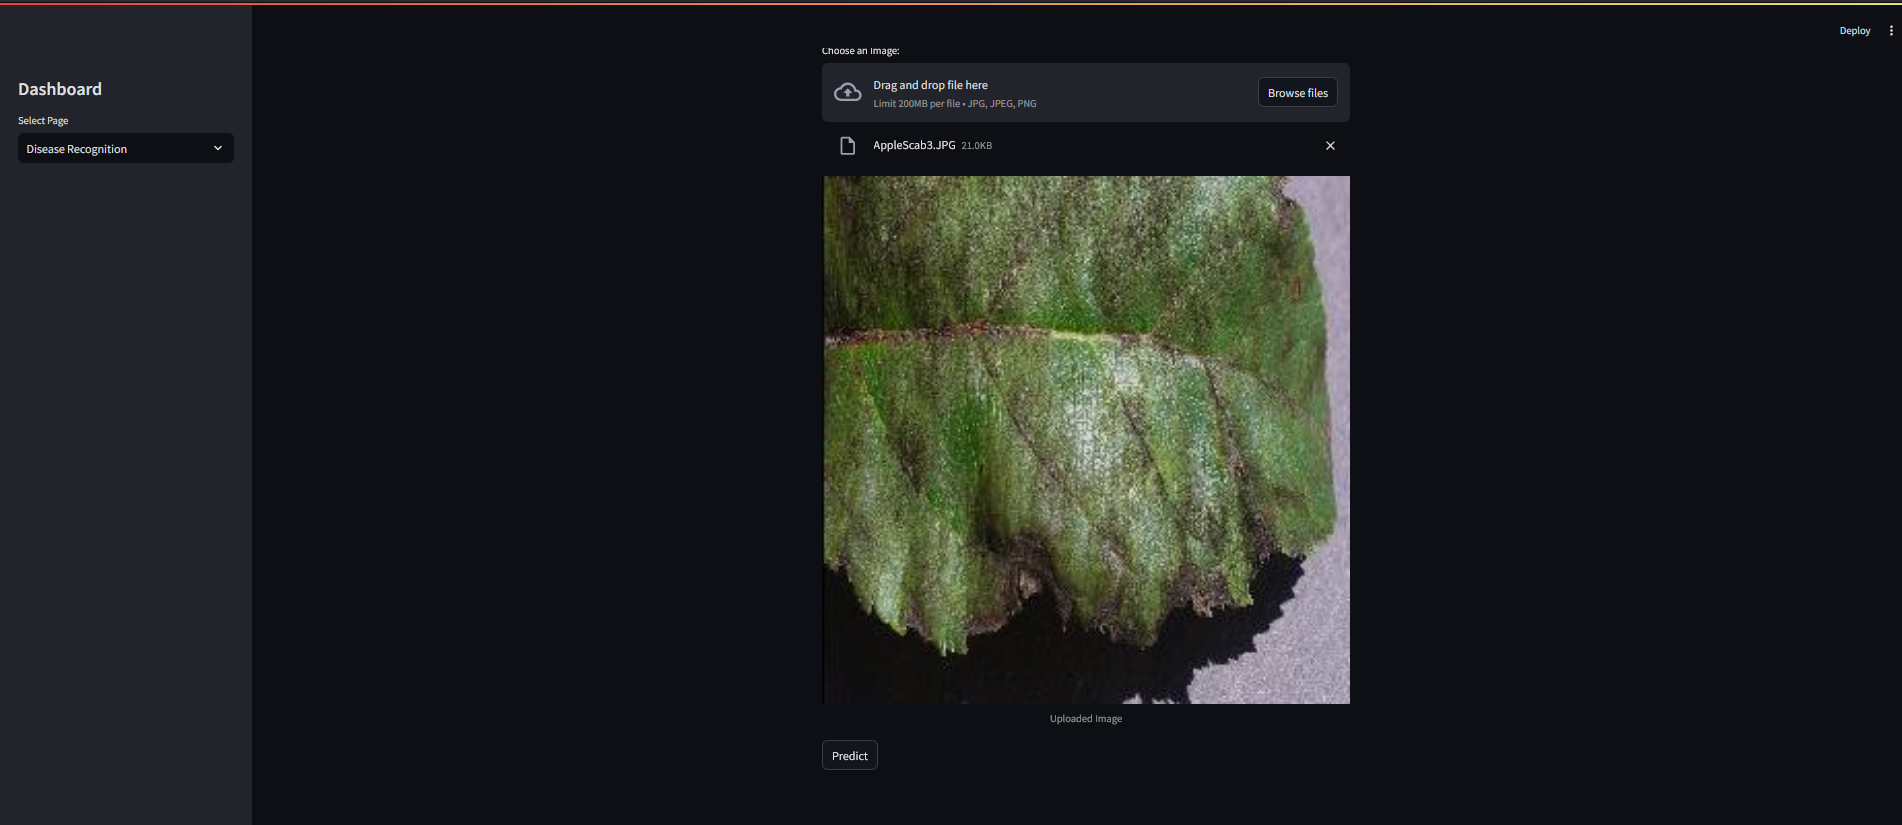 Deploy
Dashboard
Select Page
Disease Recognition
Choose an Image:
Drag and drop file here
Limit 200MB per file • JPG, JPEG, PNG
Browse files
AppleScab3.JPG 21.0KB
Uploaded Image
Predict